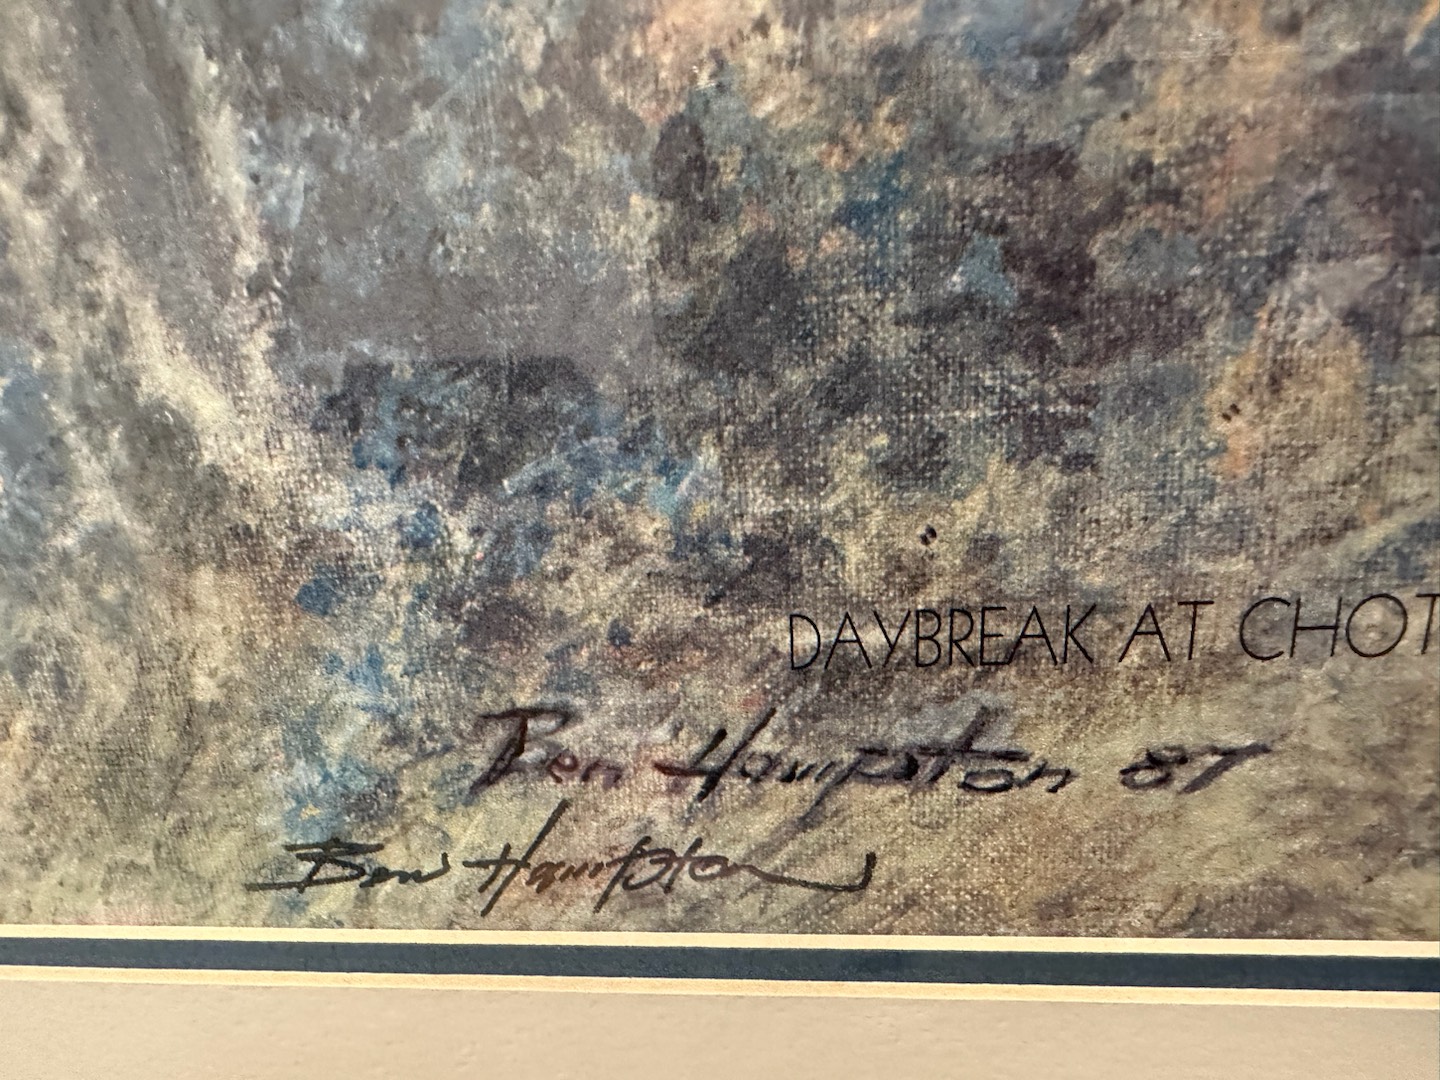 DAYBREAK AT CHOT
Ben Hampton 87
Ben Hampton